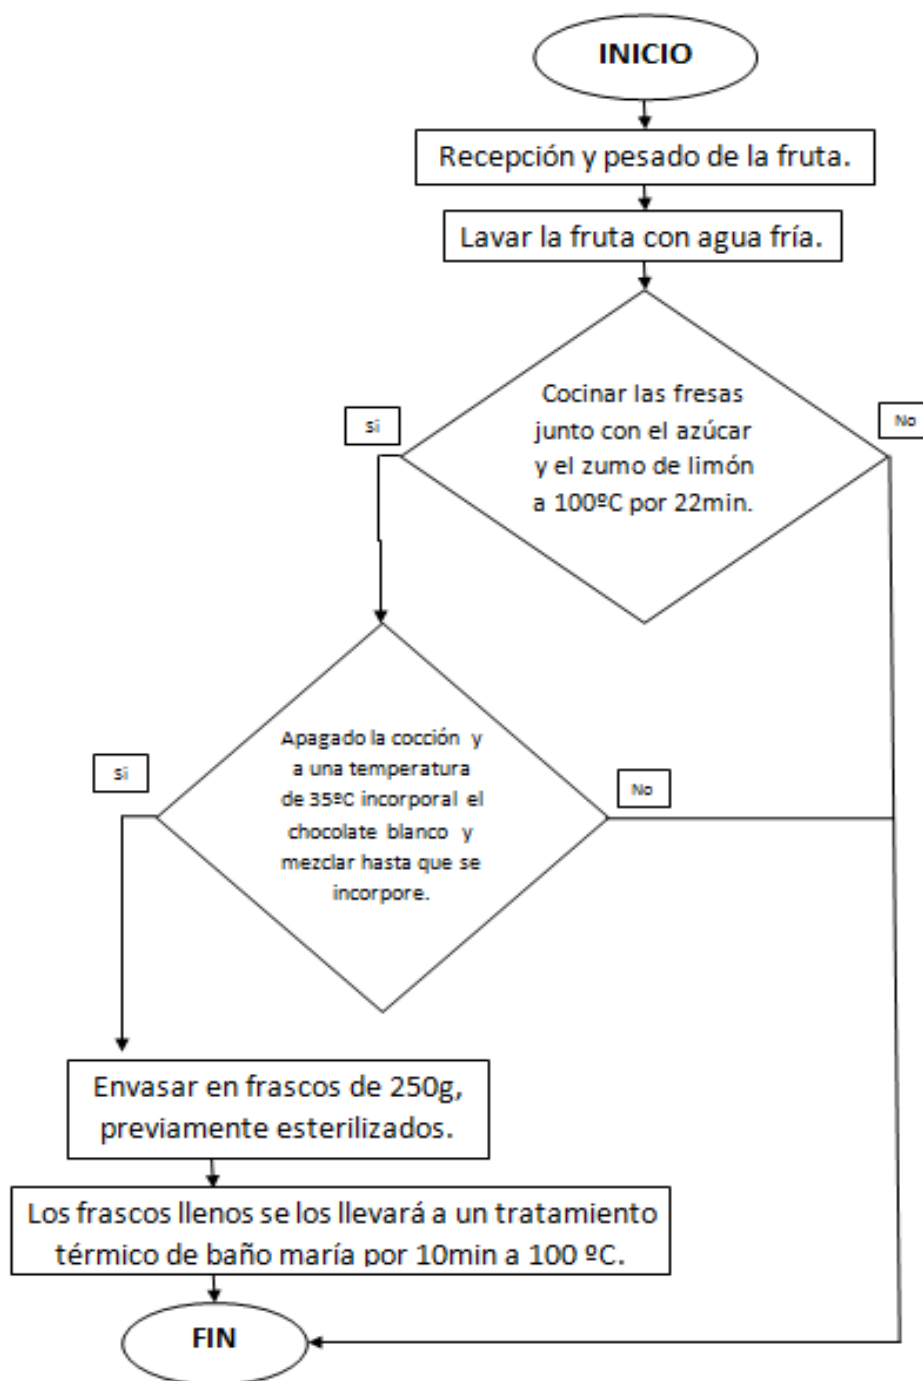 INICIO
Recepción y pesado de la fruta.
Lavar la fruta con agua fría.
Cocinar las fresas
junto con el azúcar
y el zumo de limón
a 100ºC por 22min.
si
No
Apagado la cocción y
a una temperatura
de 35ºC incorporal el
chocolate blanco y
mezclar hasta que se
incorpore.
si
No
Envasar en frascos de 250g,
previamente esterilizados.
Los frascos llenos se los llevará a un tratamiento
térmico de baño maría por 10min a 100 ºC.
FIN